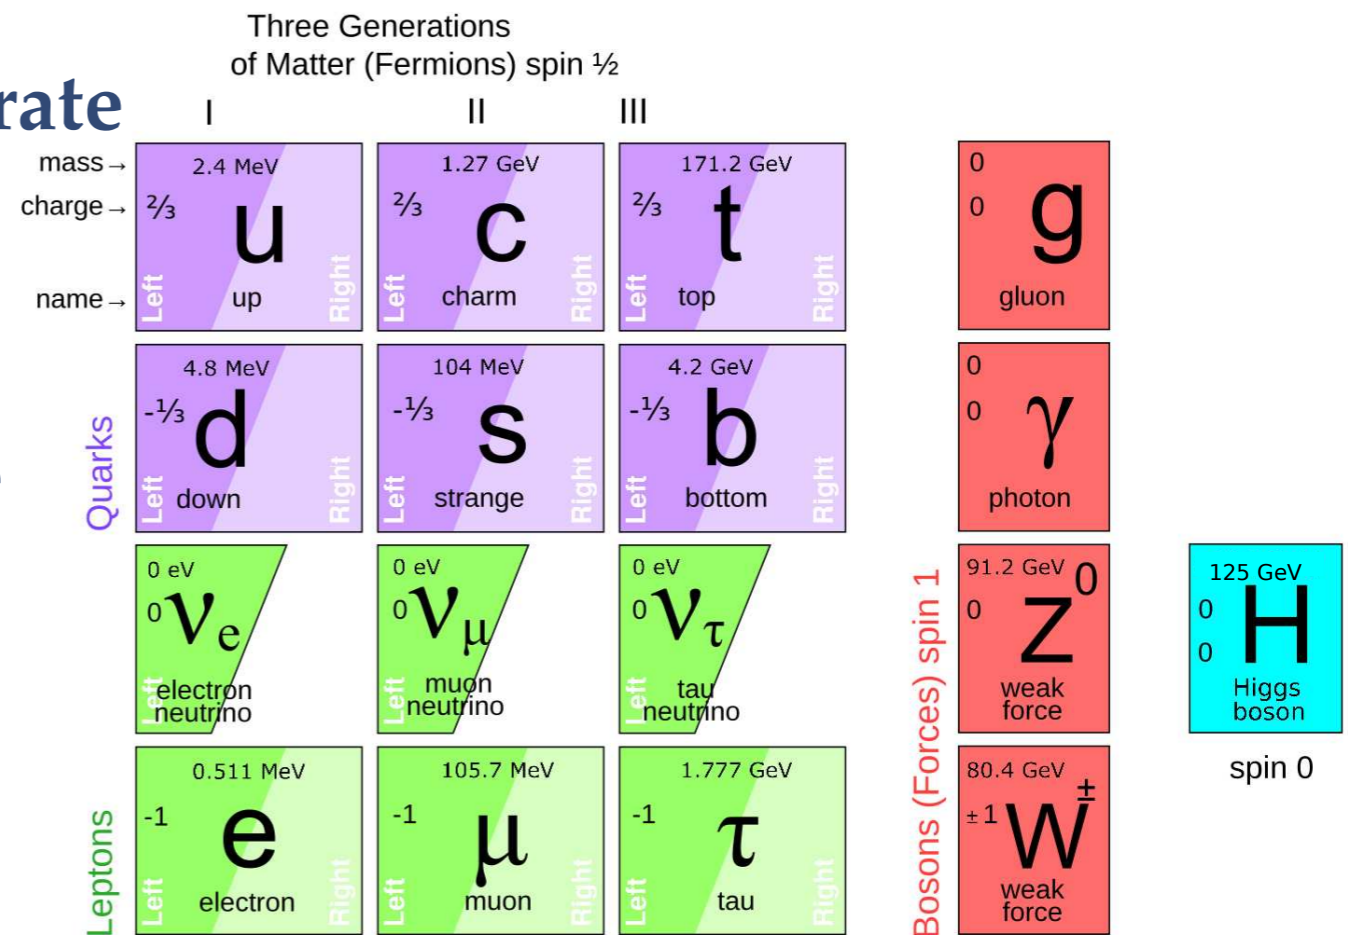 Three Generations
of Matter (Fermions) spin ½
rate
I II III
mass→ 2.4 MeV 1.27 GeV 171.2 GeV 0
charge→ ⅔ u ⅔ c ⅔ t 0 g
name→ up charm top gluon
Left Right Left Right Left Right
4.8 MeV 104 MeV 4.2 GeV 0
-⅓ d -⅓ s -⅓ b 0 γ
down strange bottom photon
Left Right Left Right Left Right
Quarks
0 eV 0 eV 0 eV 91.2 GeV 125 GeV
0 νe 0 νμ 0 ντ 0 Z0 0 H
0
electron muon tau weak Higgs
neutrino neutrino neutrino force boson
Left Left Left
spin 0
0.511 MeV 105.7 MeV 1.777 GeV 80.4 GeV
-1 e -1 μ -1 τ ±1 W±
electron muon tau weak
force
Left Right Left Right Left Right
Leptons
Bosons (Forces) spin 1